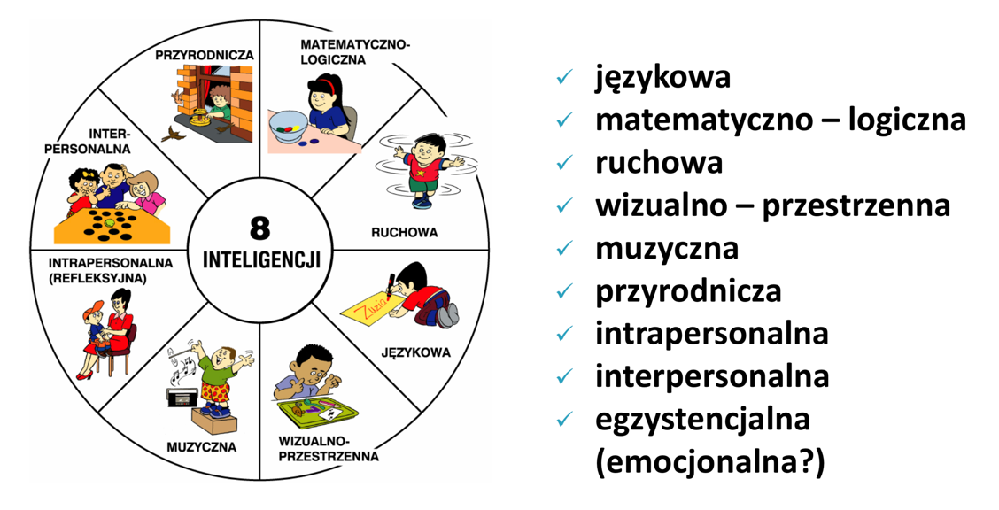 PRZYRODNICZA
MATEMATYCZNO-
LOGICZNA
INTER-
PERSONALNA
RUCHOWA
8
INTELIGENCJI
INTRAPERSONALNA
(REFLEKSYJNA)
Zuzia
JĘZYKOWA
MUZYCZNA
WIZUALNO-
PRZESTRZENNA
✓ językowa
✓ matematyczno – logiczna
✓ ruchowa
✓ wizualno – przestrzenna
✓ muzyczna
✓ przyrodnicza
✓ intrapersonalna
✓ interpersonalna
✓ egzystencjalna
(emocjonalna?)